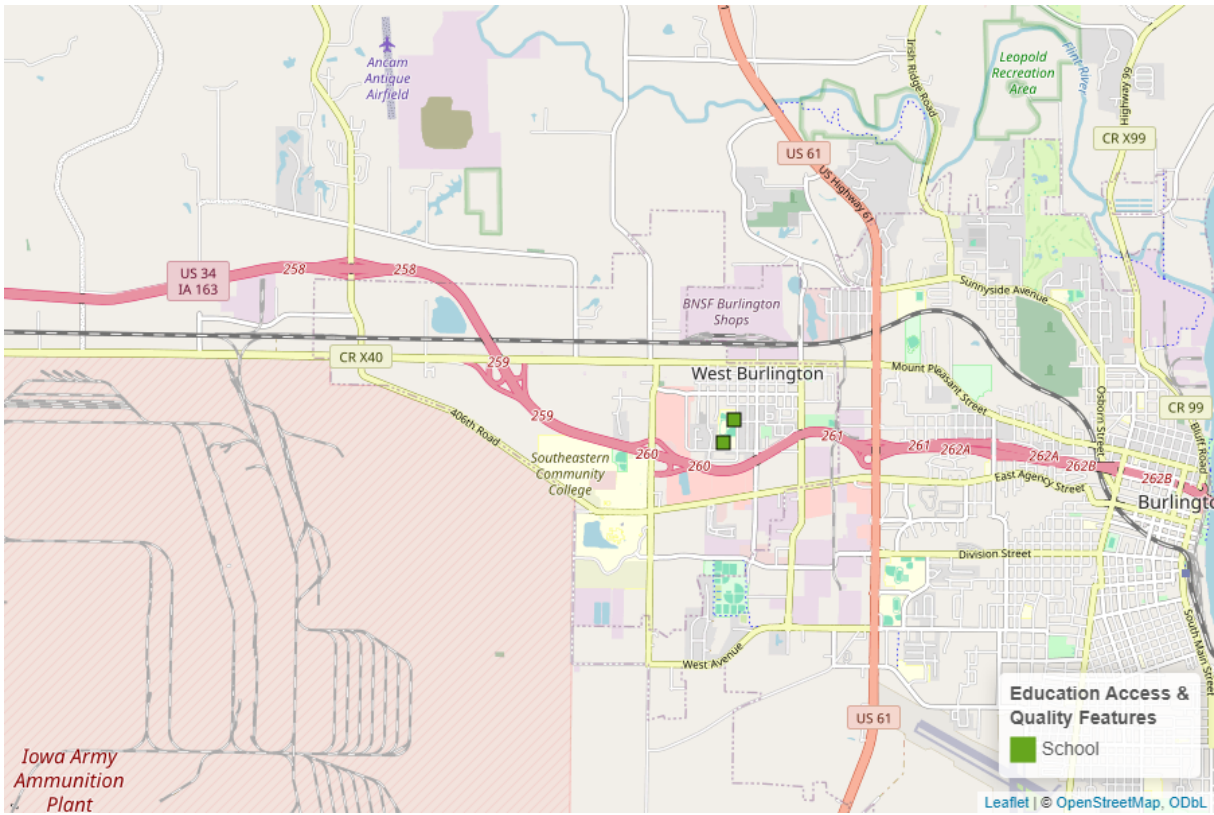 Ancam
Antique
Airfield
Irish Ridge Road
Leopold
Recreation
Area
Flint River
Highway 99
CR X99
US 61
US Highway 61
US 34
IA 163
258
258
Sunnyside Avenue
BNSF Burlington
Shops
CR X40
259
West Burlington
Mount Pleasant Street
Osborn Street
CR 99
Bluff Road
406th Road
259
260
260
261
261
262A
262A
262B
262B
Southeastern
Community
College
East Agency Street
Burlingto
Division Street
West Avenue
South Main Street
US 61
Iowa Army
Ammunition
Plant
Education Access &
Quality Features
School
Leaflet | © OpenStreetMap, ODbL